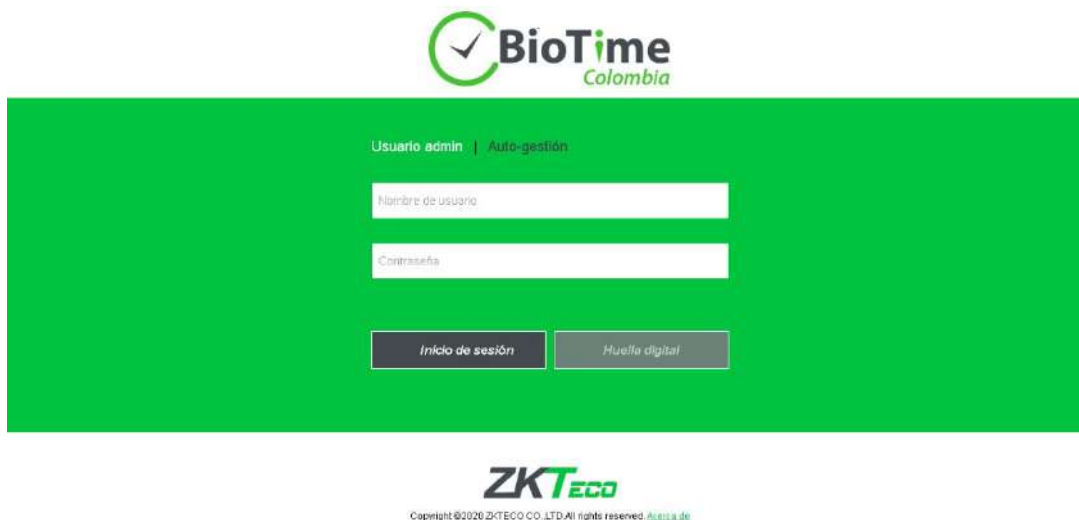 BioTime
Colombia
Usuario admin | Auto-gestión
Nombre de usuario
Contraseña
Inicio de sesión
Huella digital
ZKTECO
Copyright©2020 ZKTECO CO.,LTD.All rights reserved.Acerca de